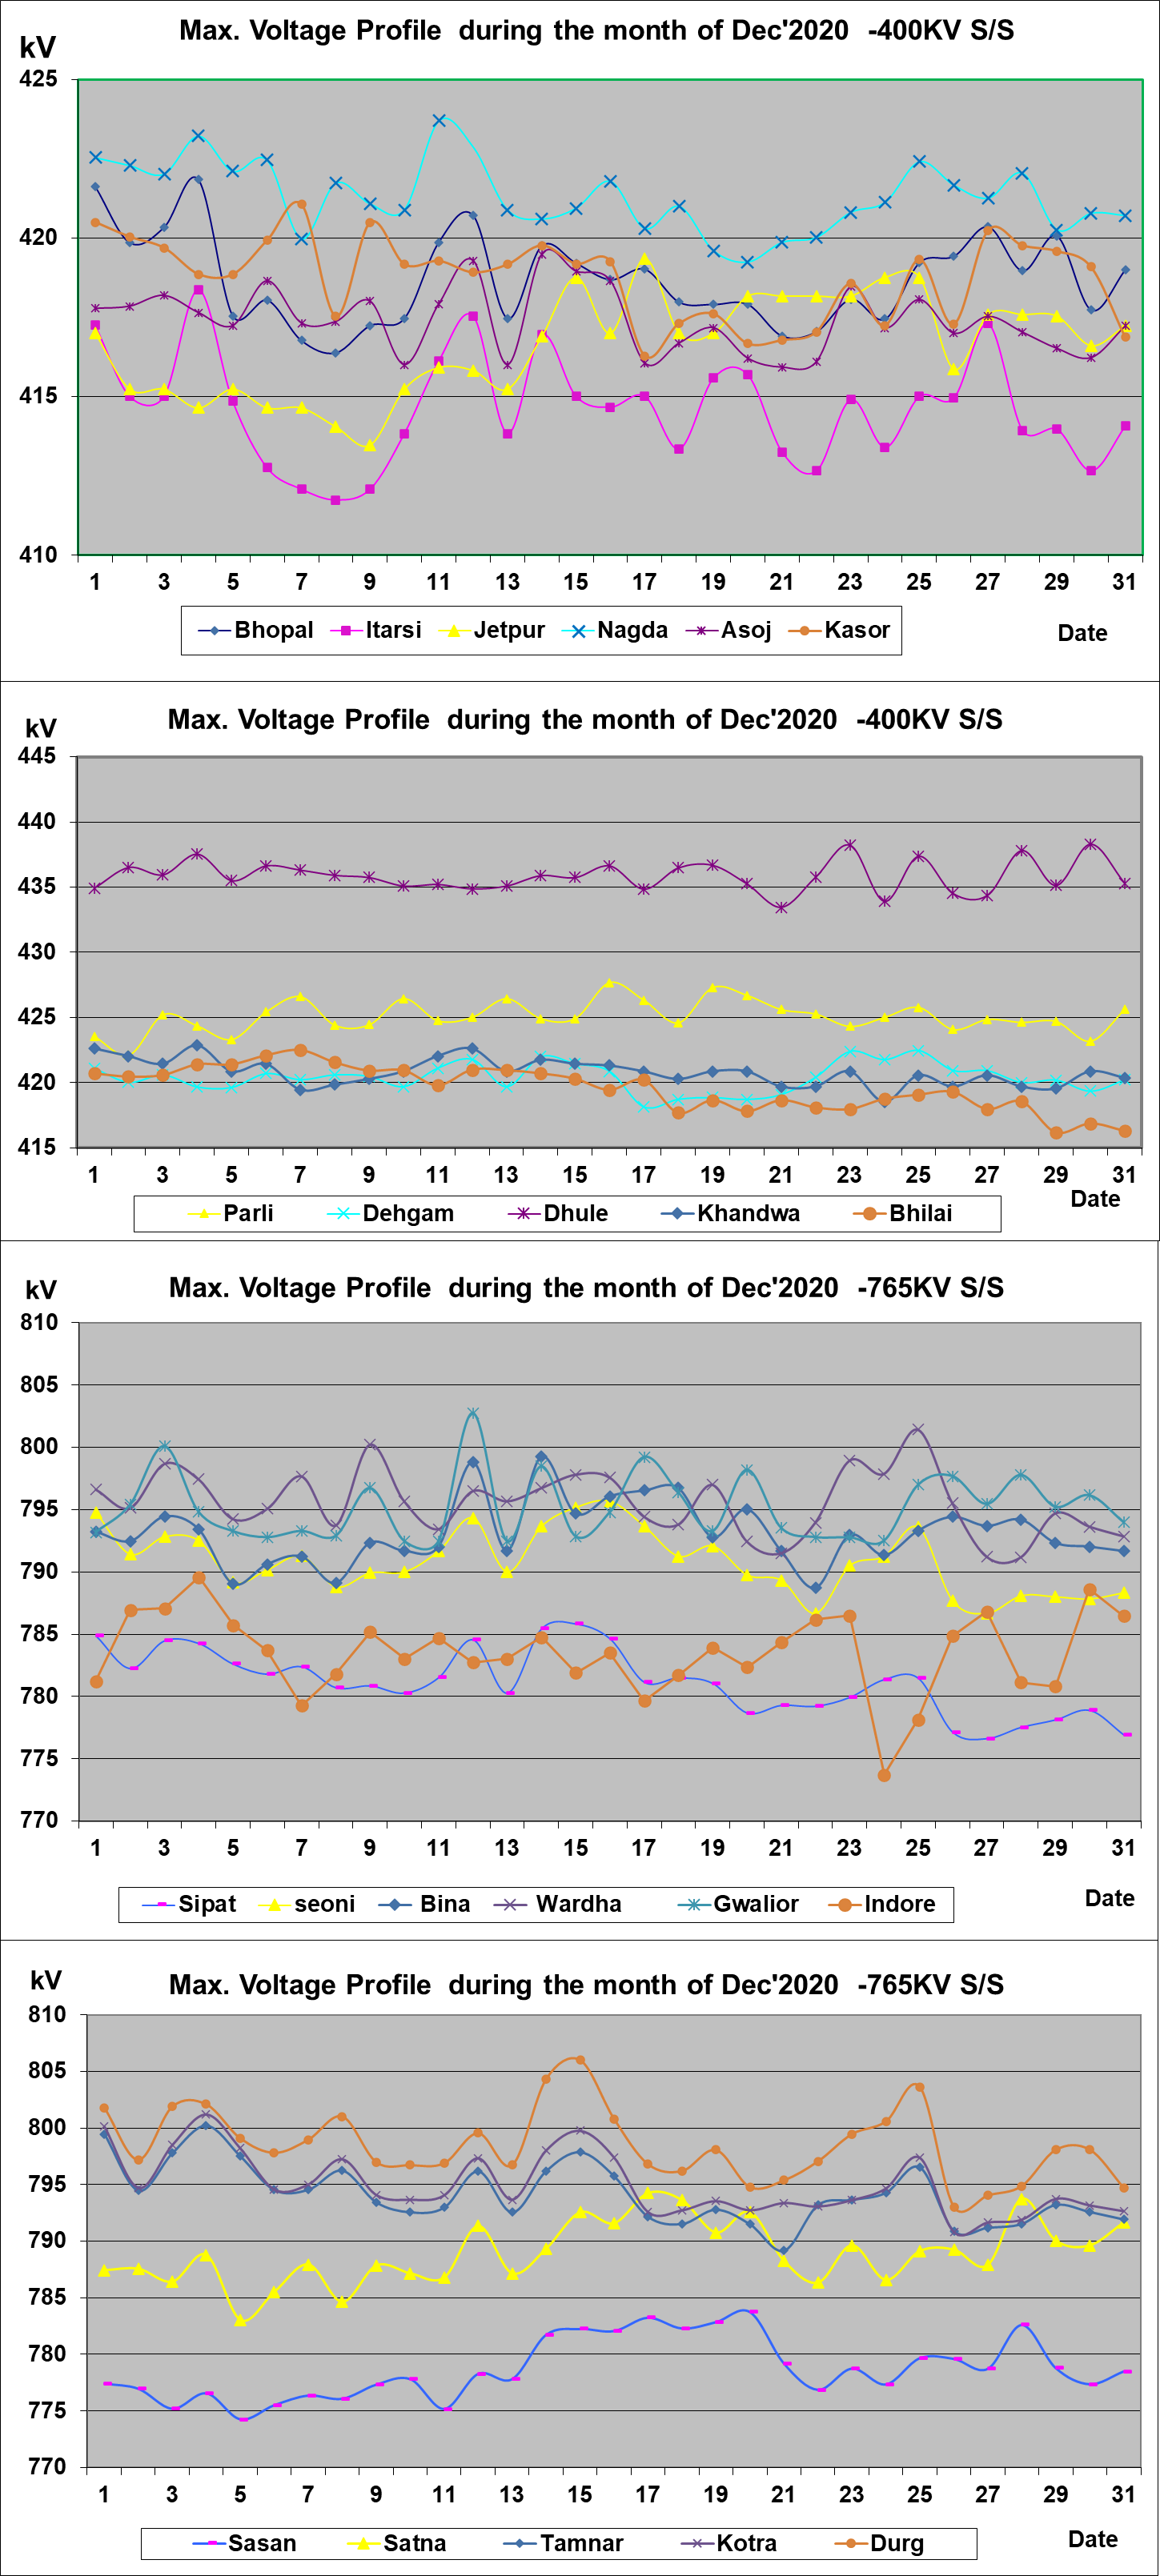 Max. Voltage Profile during the month of Dec'2020 -400KV S/S
kV
425
420
415
410
1 3 5 7 9 11 13 15 17 19 21 23 25 27 29 31
Bhopal Itarsi Jetpur Nagda Asoj Kasor
Date
Max. Voltage Profile during the month of Dec'2020 -400KV S/S
kV
445
440
435
430
425
420
415
1 3 5 7 9 11 13 15 17 19 21 23 25 27 29 31
Date
Parli Dehgam Dhule Khandwa Bhilai
Max. Voltage Profile during the month of Dec'2020 -765KV S/S
kV
810
805
800
795
790
785
780
775
770
1 3 5 7 9 11 13 15 17 19 21 23 25 27 29 31
Sipat seoni Bina Wardha Gwalior Indore
Date
Max. Voltage Profile during the month of Dec'2020 -765KV S/S
kV
810
805
800
795
790
785
780
775
770
1 3 5 7 9 11 13 15 17 19 21 23 25 27 29 31
Sasan Satna Tamnar Kotra Durg
Date